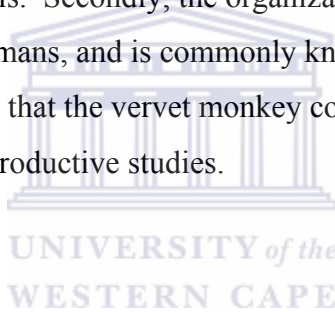 is. Secondly, the organiza
mans, and is commonly kn
that the vervet monkey co
roductive studies.
UNIVERSITY of the
WESTERN CAPE